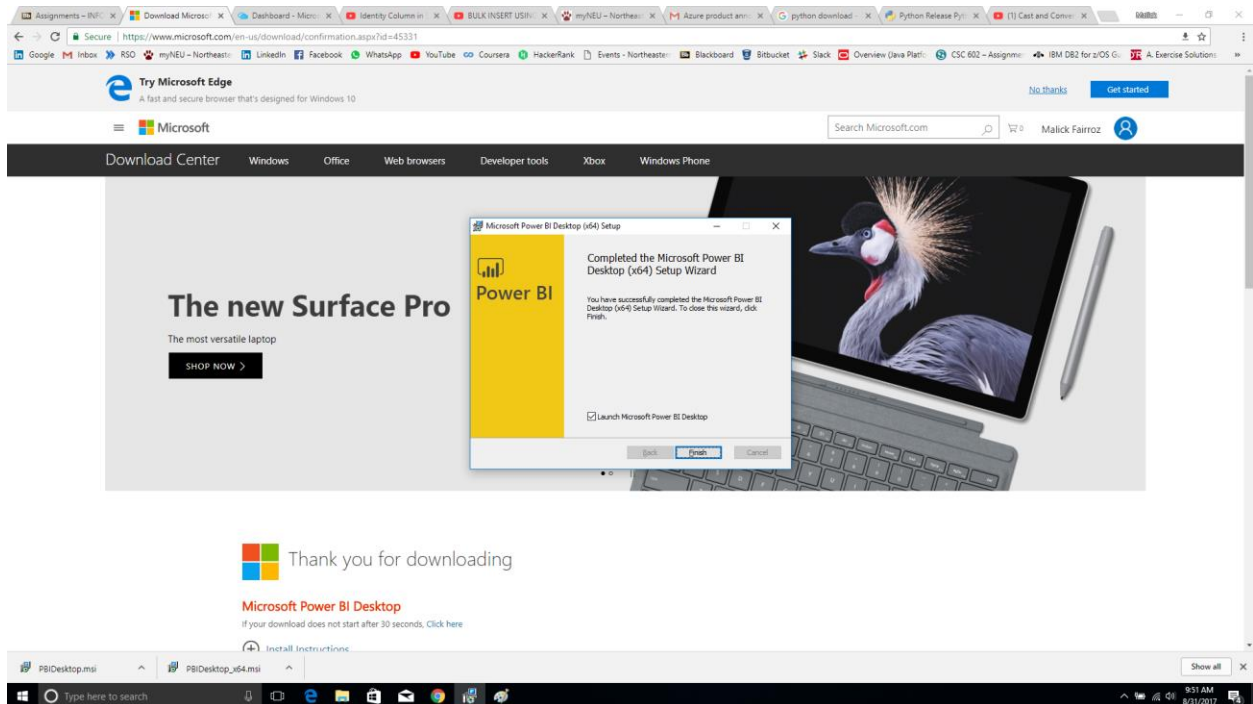 Assignments – INFO
Download Microsof
Dashboard - Micro
Identity Column in
BULK INSERT USIN
myNEU – Northeas
Azure product ann
python download -
Python Release Pyt
(1) Cast and Conver
Secure | https://www.microsoft.com/en-us/download/confirmation.aspx?id=45331
Google Inbox RSO myNEU – Northeaste LinkedIn Facebook WhatsApp YouTube Coursera HackerRank Events - Northeaster Blackboard Bitbucket Slack Overview (Java Platfo CSC 602 – Assignmen IBM DB2 for z/OS Gu A. Exercise Solutions
Try Microsoft Edge
A fast and secure browser that's designed for Windows 10
No thanks
Get started
Microsoft
Search Microsoft.com
0
Malick Fairroz
Download Center Windows Office Web browsers Developer tools Xbox Windows Phone
The new Surface Pro
The most versatile laptop
SHOP NOW
Microsoft Power BI Desktop (x64) Setup
Power BI
Completed the Microsoft Power BI
Desktop (x64) Setup Wizard
You have successfully completed the Microsoft Power BI
Desktop (x64) Setup Wizard. To close this wizard, click
Finish.
Launch Microsoft Power BI Desktop
Back Finish Cancel
Thank you for downloading
Microsoft Power BI Desktop
If your download does not start after 30 seconds, Click here
Install Instructions
PBIDesktop.msi
PBIDesktop_x64.msi
Show all
Type here to search
9:51 AM
8/31/2017